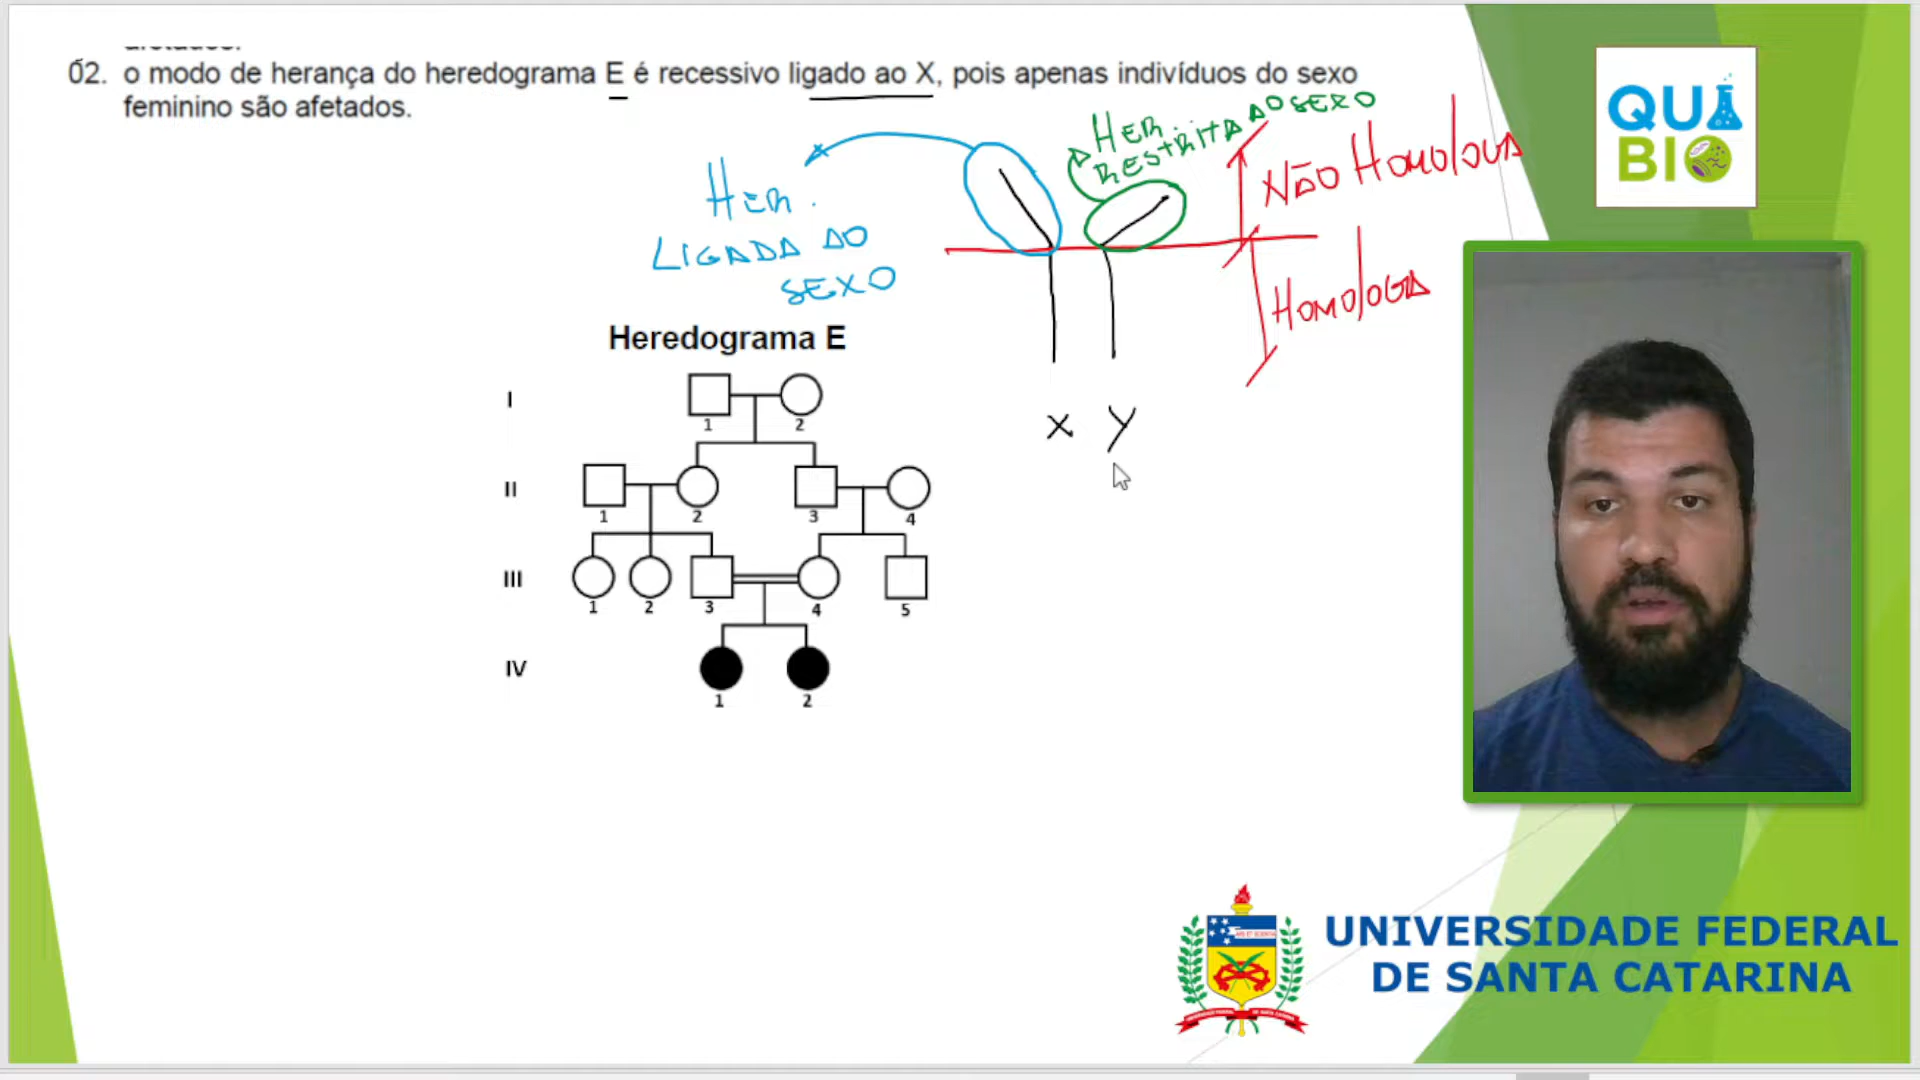 02. o modo de herança do heredograma E é recessivo ligado ao X, pois apenas indivíduos do sexo
feminino são afetados.
HER.
LIGADA AO
SEXO
HER.
RESTRITA AO SEXO
NÃO HOMOLOGA
HOMOLOGA
X Y
QUI
BIO
Heredograma E
I
1 2
II
1 2 3 4
III
1 2 3 4 5
IV
1 2
UNIVERSIDADE FEDERAL
DE SANTA CATARINA